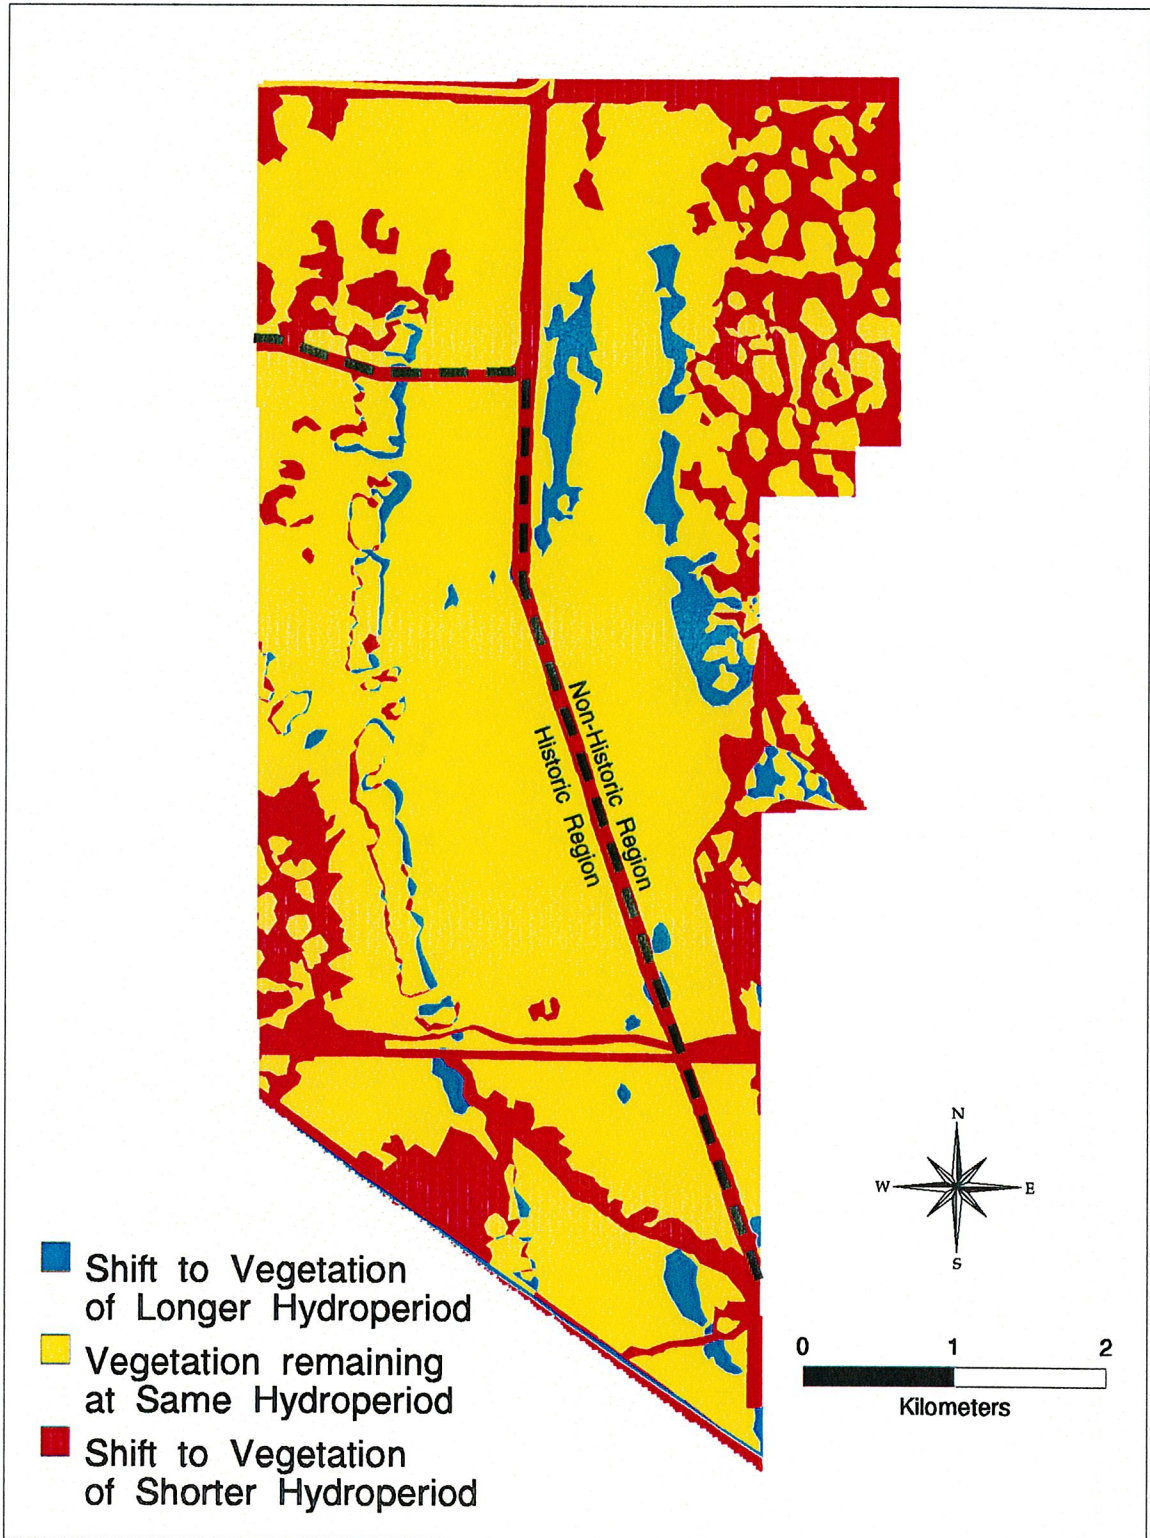 Non-Historic Region
Historic Region
N
W
E
S
Shift to Vegetation
of Longer Hydroperiod
Vegetation remaining
at Same Hydroperiod
Shift to Vegetation
of Shorter Hydroperiod
0 1 2
Kilometers